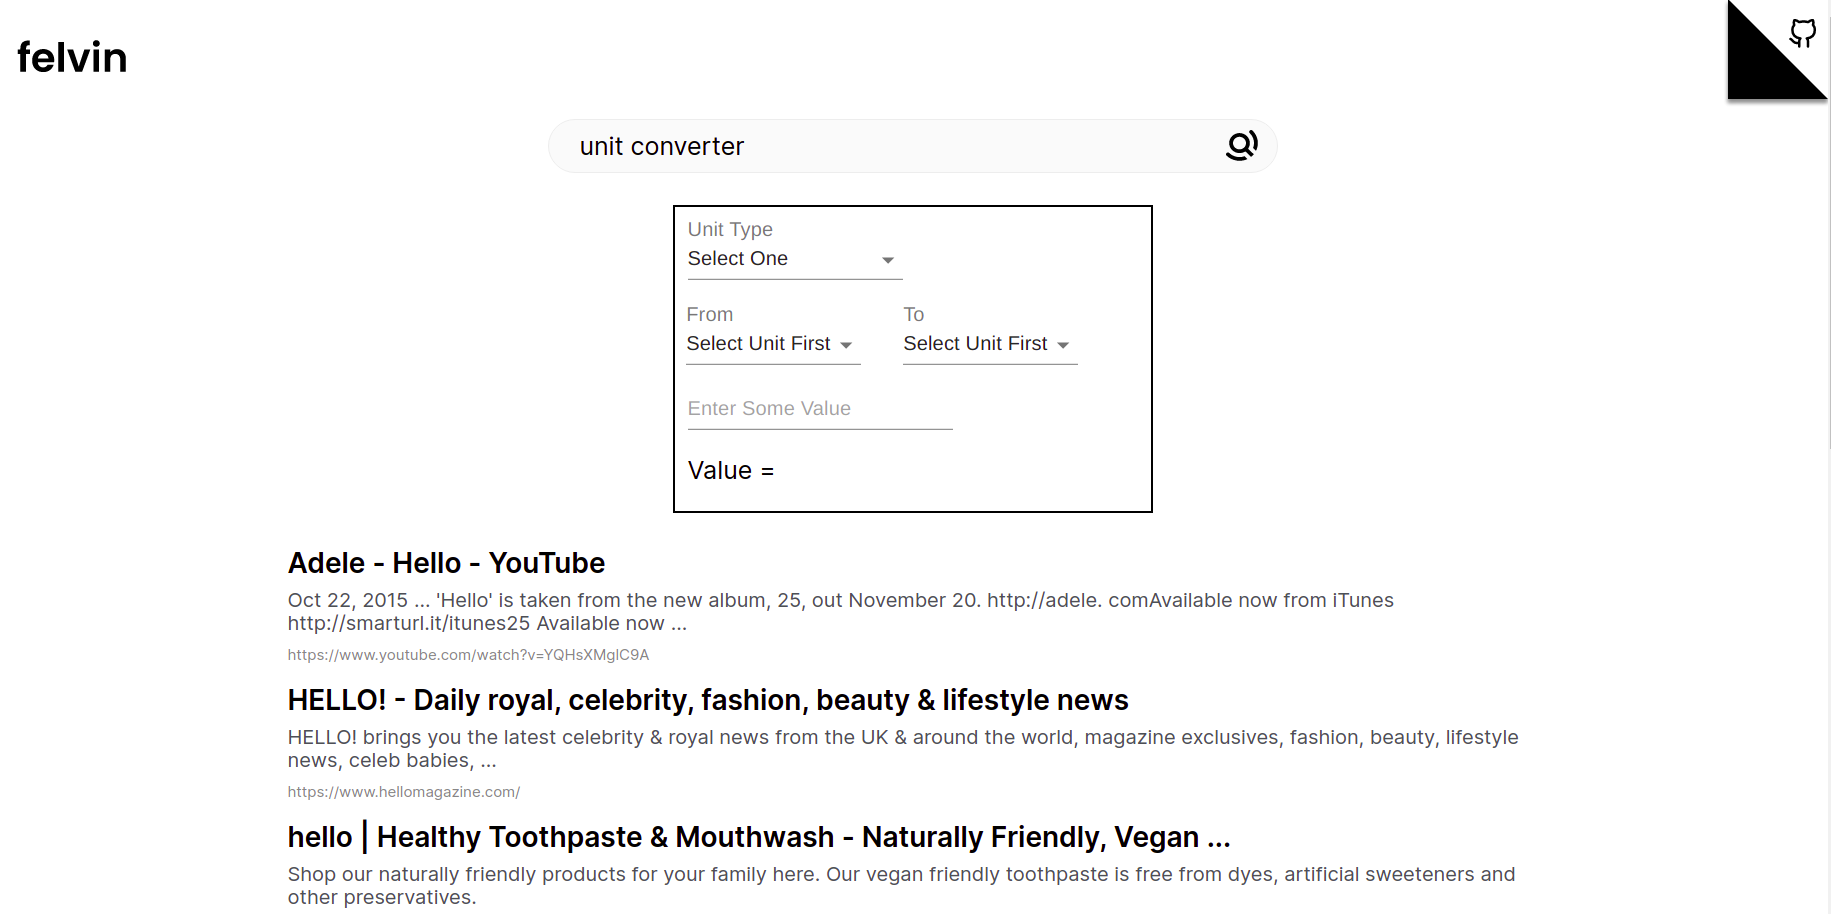 felvin
unit converter
Unit Type
Select One
From
To
Select Unit First
Select Unit First
Enter Some Value
Value =
Adele - Hello - YouTube
Oct 22, 2015 ... 'Hello' is taken from the new album, 25, out November 20. http://adele. comAvailable now from iTunes
http://smarturl.it/itunes25 Available now ...
https://www.youtube.com/watch?v=YQHsXMglC9A
HELLO! - Daily royal, celebrity, fashion, beauty & lifestyle news
HELLO! brings you the latest celebrity & royal news from the UK & around the world, magazine exclusives, fashion, beauty, lifestyle
news, celeb babies, ...
https://www.hellomagazine.com/
hello | Healthy Toothpaste & Mouthwash - Naturally Friendly, Vegan ...
Shop our naturally friendly products for your family here. Our vegan friendly toothpaste is free from dyes, artificial sweeteners and
other preservatives.